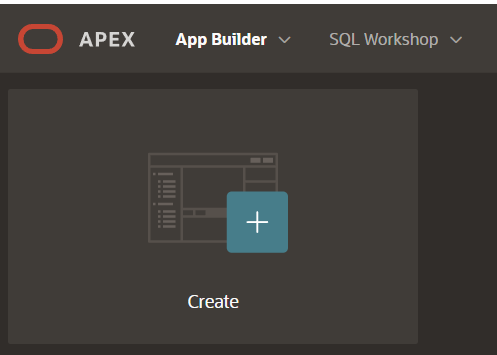 APEX App Builder SQL Workshop
Create